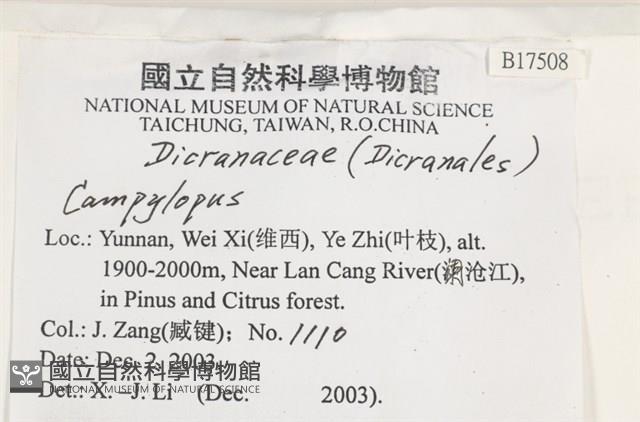 B17508
國立自然科學博物館
NATIONAL MUSEUM OF NATURAL SCIENCE
TAICHUNG, TAIWAN, R.O.CHINA
Dicranaceae (Dicranales)
Campylopus
Loc.: Yunnan, Wei Xi(维西), Ye Zhi(叶枝), alt.
1900-2000m, Near Lan Cang River(澜沧江),
in Pinus and Citrus forest.
Col.: J. Zang(臧键); No. 1110
Date: Dec. 2, 2003
國立自然科學博物館
NATIONAL MUSEUM OF NATURAL SCIENCE
Det.: X. -J. Li (Dec. 2003).